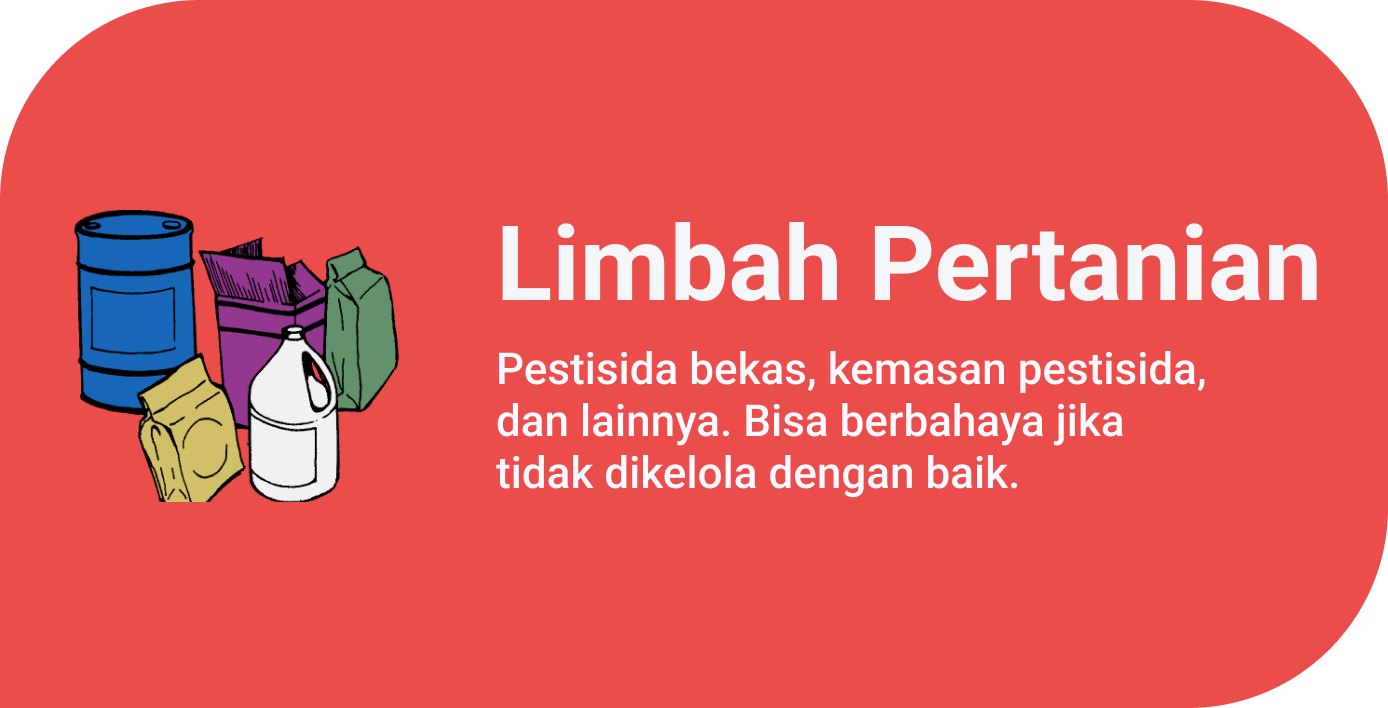 Limbah Pertanian
Pestisida bekas, kemasan pestisida,
dan lainnya. Bisa berbahaya jika
tidak dikelola dengan baik.